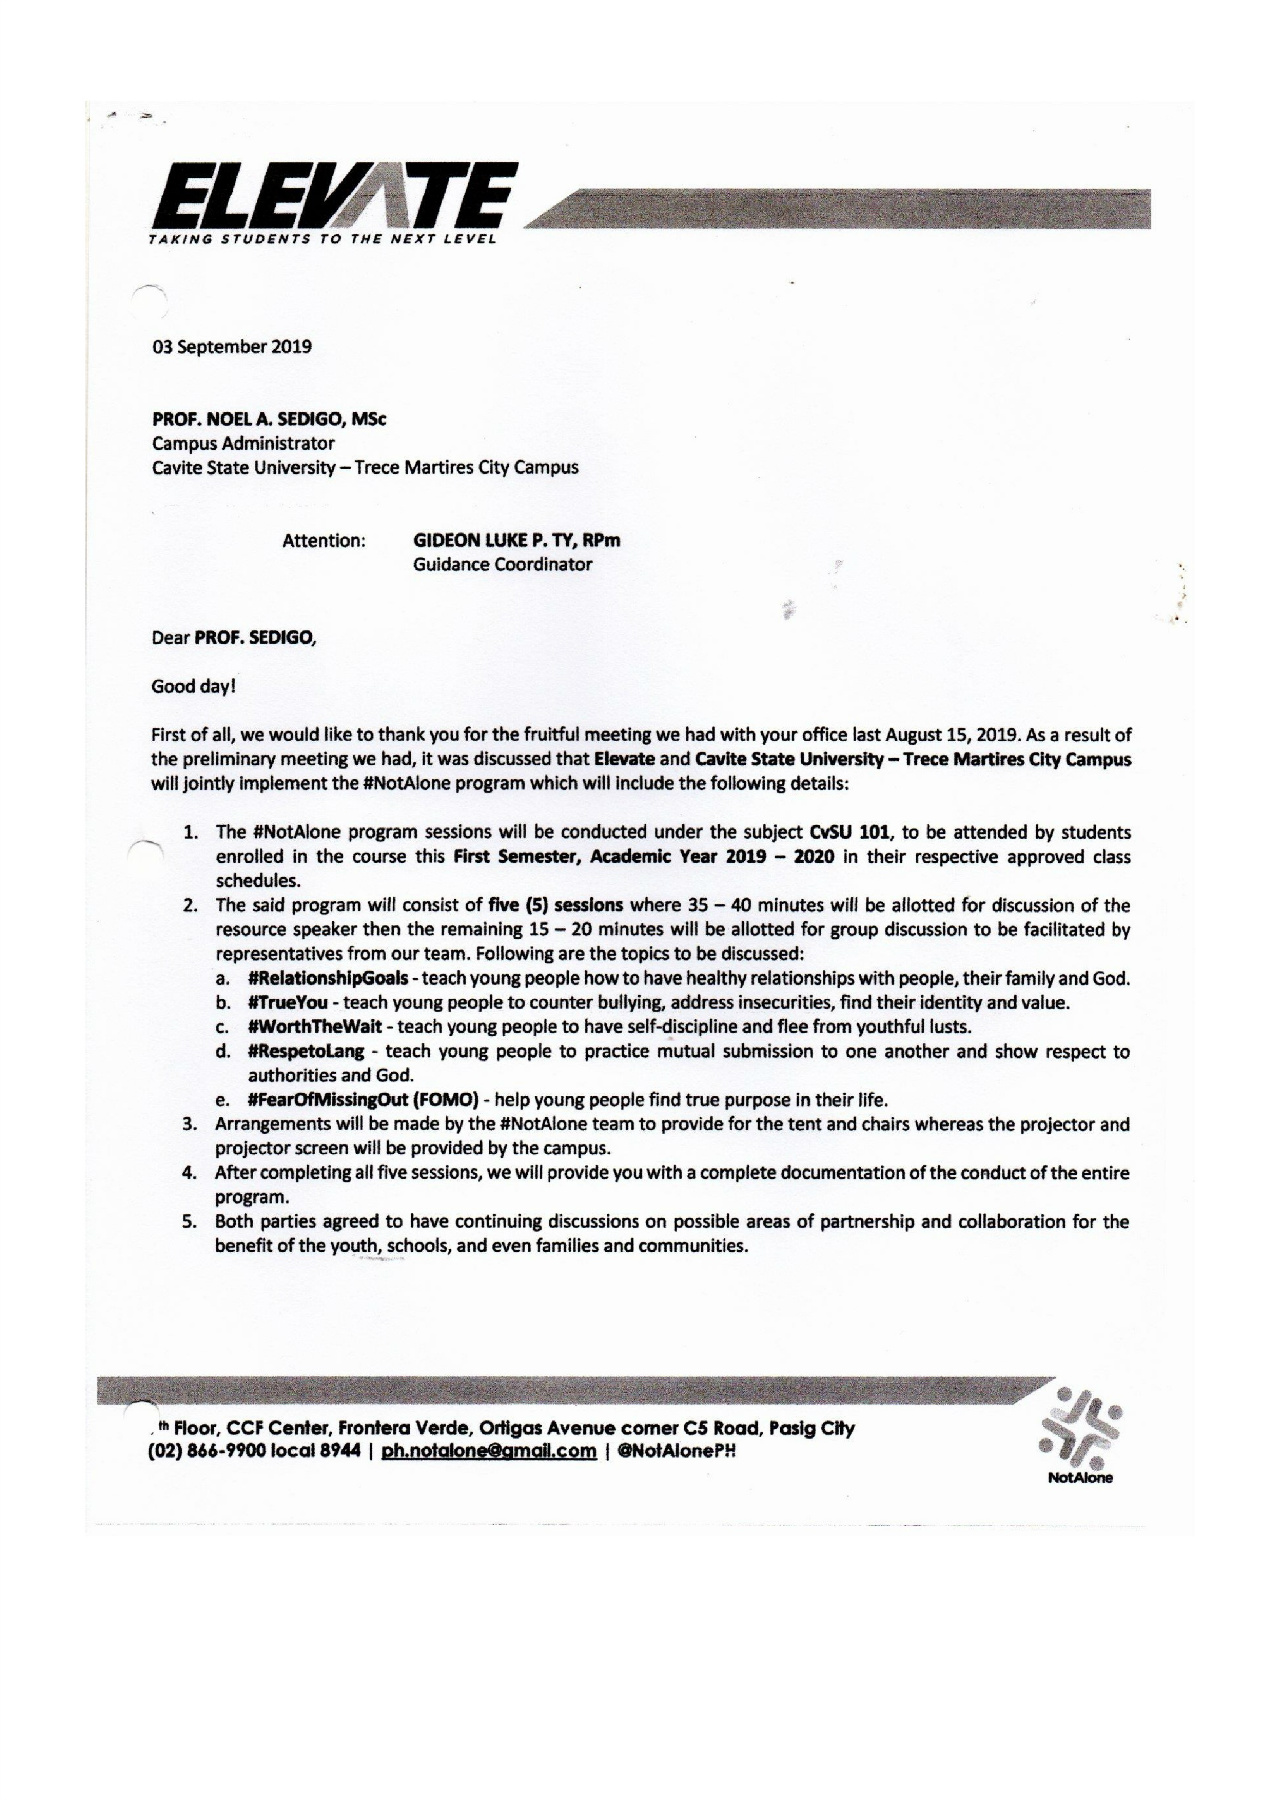 ELEVATE
TAKING STUDENTS TO THE NEXT LEVEL
03 September 2019
PROF. NOEL A. SEDIGO, MSc
Campus Administrator
Cavite State University – Trece Martires City Campus
Attention: GIDEON LUKE P. TY, RPm
Guidance Coordinator
Dear PROF. SEDIGO,
Good day!
First of all, we would like to thank you for the fruitful meeting we had with your office last August 15, 2019. As a result of
the preliminary meeting we had, it was discussed that Elevate and Cavite State University – Trece Martires City Campus
will jointly implement the #NotAlone program which will include the following details:
1. The #NotAlone program sessions will be conducted under the subject CvSU 101, to be attended by students
enrolled in the course this First Semester, Academic Year 2019 – 2020 in their respective approved class
schedules.
2. The said program will consist of five (5) sessions where 35 – 40 minutes will be allotted for discussion of the
resource speaker then the remaining 15 – 20 minutes will be allotted for group discussion to be facilitated by
representatives from our team. Following are the topics to be discussed:
a. #RelationshipGoals - teach young people how to have healthy relationships with people, their family and God.
b. #TrueYou - teach young people to counter bullying, address insecurities, find their identity and value.
c. #WorthTheWait - teach young people to have self-discipline and flee from youthful lusts.
d. #RespetoLang - teach young people to practice mutual submission to one another and show respect to
authorities and God.
e. #FearOfMissingOut (FOMO) - help young people find true purpose in their life.
3. Arrangements will be made by the #NotAlone team to provide for the tent and chairs whereas the projector and
projector screen will be provided by the campus.
4. After completing all five sessions, we will provide you with a complete documentation of the conduct of the entire
program.
5. Both parties agreed to have continuing discussions on possible areas of partnership and collaboration for the
benefit of the youth, schools, and even families and communities.
th Floor, CCF Center, Frontera Verde, Ortigas Avenue corner C5 Road, Pasig City
(02) 866-9900 local 8944 | ph.notalone@gmail.com | @NotAlonePH
NotAlone